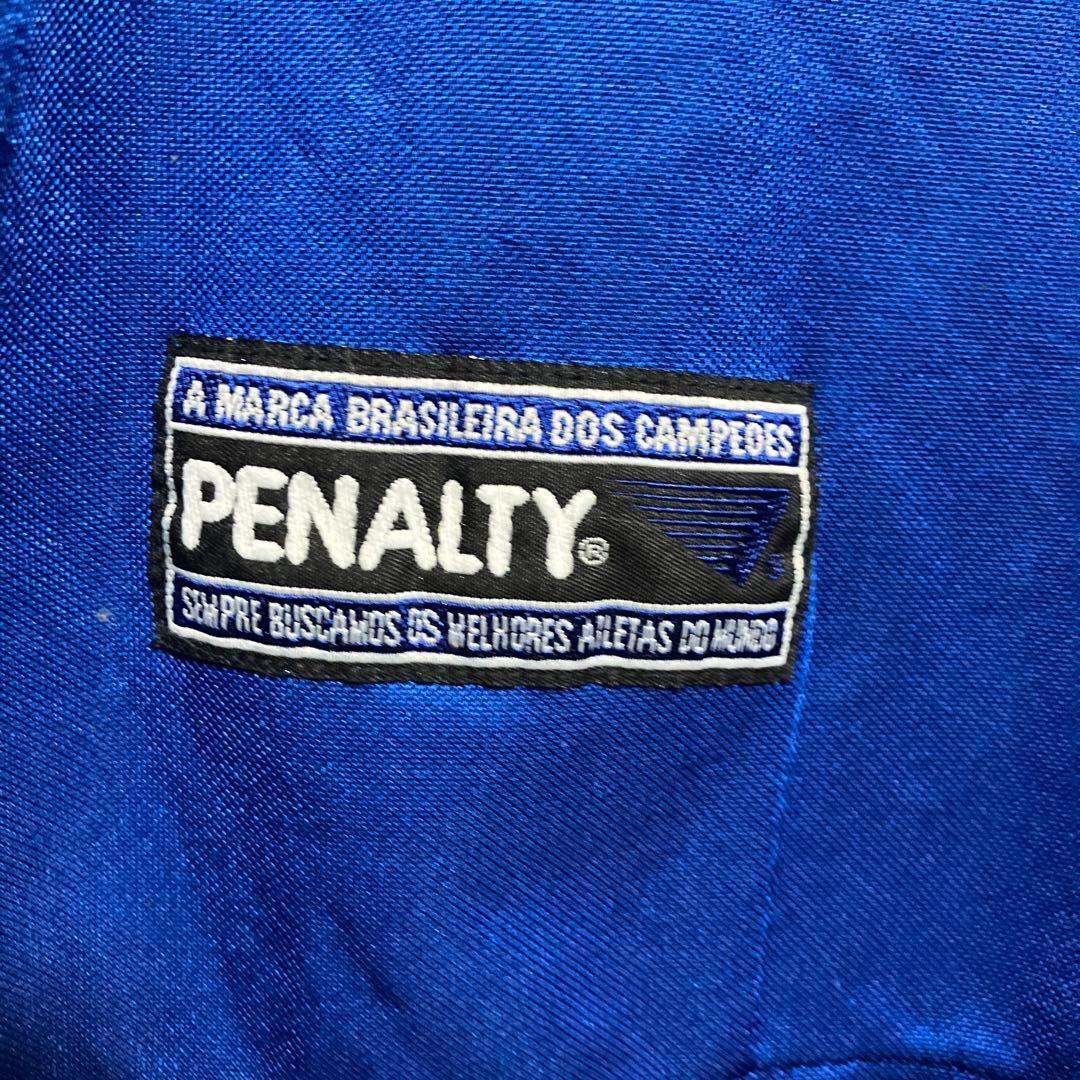 A MARCA BRASILEIRA DOS CAMPEÕES
PENALTY®
SEMPRE BUSCAMOS OS MELHORES ATLETAS DO MUNDO